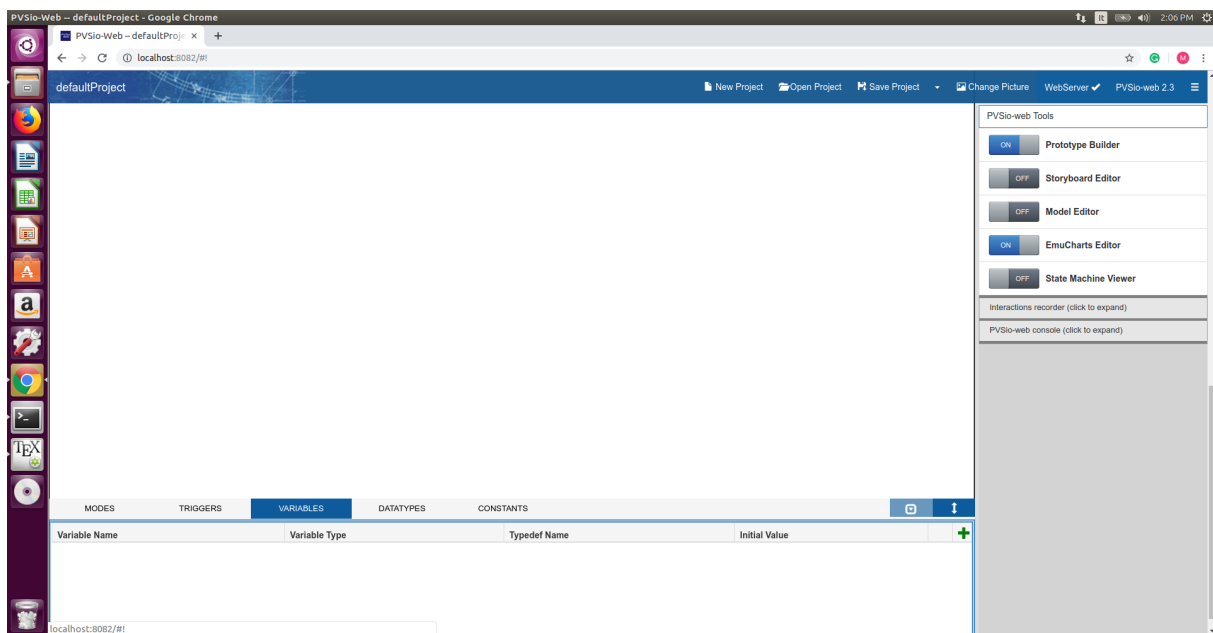 PVSio-Web -- defaultProject - Google Chrome
It
2:06 PM
PVSio-Web -- defaultProje
localhost:8082/#!
M
defaultProject
New Project
Open Project
Save Project
Change Picture
WebServer
PVSio-web 2.3
PVSio-web Tools
ON
Prototype Builder
OFF
Storyboard Editor
OFF
Model Editor
ON
EmuCharts Editor
OFF
State Machine Viewer
Interactions recorder (click to expand)
PVSio-web console (click to expand)
A
a
>_
TEX
MODES
TRIGGERS
VARIABLES
DATATYPES
CONSTANTS
Variable Name
Variable Type
Typedef Name
Initial Value
localhost:8082/#!